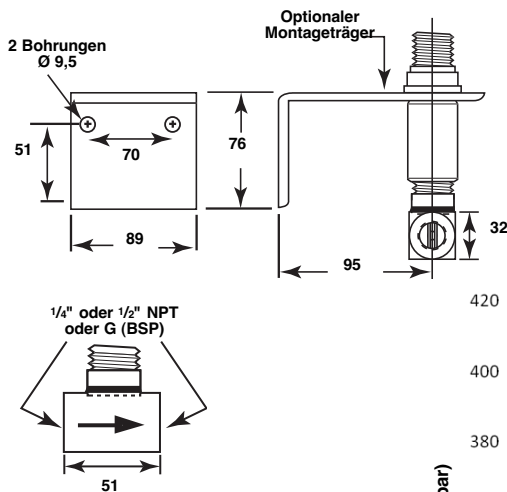 Optionaler
Montageträger
2 Bohrungen
Ø 9,5
51
70
76
89
95
32
1/4" oder 1/2" NPT
oder G (BSP)
51
420
400
380
bar)